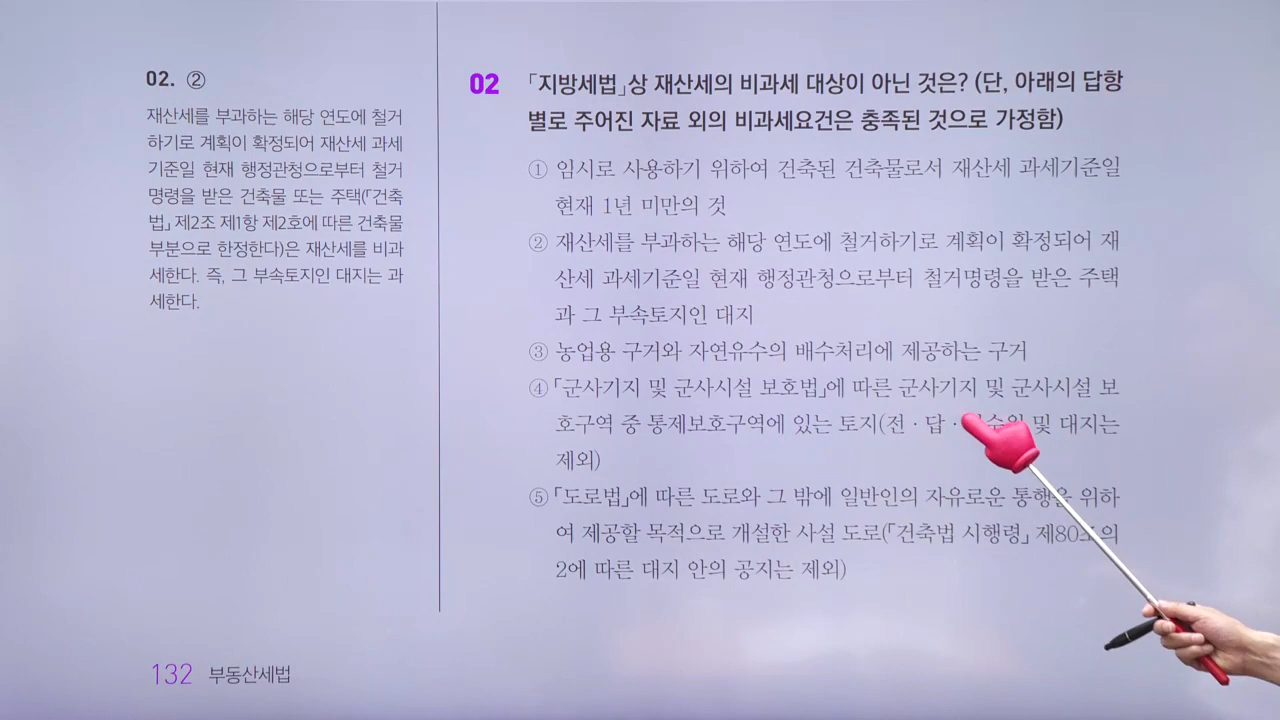 02. ②
재산세를 부과하는 해당 연도에 철거
하기로 계획이 확정되어 재산세 과세
기준일 현재 행정관청으로부터 철거
명령을 받은 건축물 또는 주택(「건축
법」 제2조 제1항 제2호에 따른 건축물
부분으로 한정한다)은 재산세를 비과
세한다. 즉, 그 부속토지인 대지는 과
세한다.
02 「지방세법」상 재산세의 비과세 대상이 아닌 것은? (단, 아래의 답항
별로 주어진 자료 외의 비과세요건은 충족된 것으로 가정함)
① 임시로 사용하기 위하여 건축된 건축물로서 재산세 과세기준일
현재 1년 미만의 것
② 재산세를 부과하는 해당 연도에 철거하기로 계획이 확정되어 재
산세 과세기준일 현재 행정관청으로부터 철거명령을 받은 주택
과 그 부속토지인 대지
③ 농업용 구거와 자연유수의 배수처리에 제공하는 구거
④ 「군사기지 및 군사시설 보호법」에 따른 군사기지 및 군사시설 보
호구역 중 통제보호구역에 있는 토지(전 · 답 · 및 대지는
제외)
⑤ 「도로법」에 따른 도로와 그 밖에 일반인의 자유로운 통행을 위하
여 제공할 목적으로 개설한 사설 도로(「건축법 시행령」 제80조의
2에 따른 대지 안의 공지는 제외)
132 부동산세법